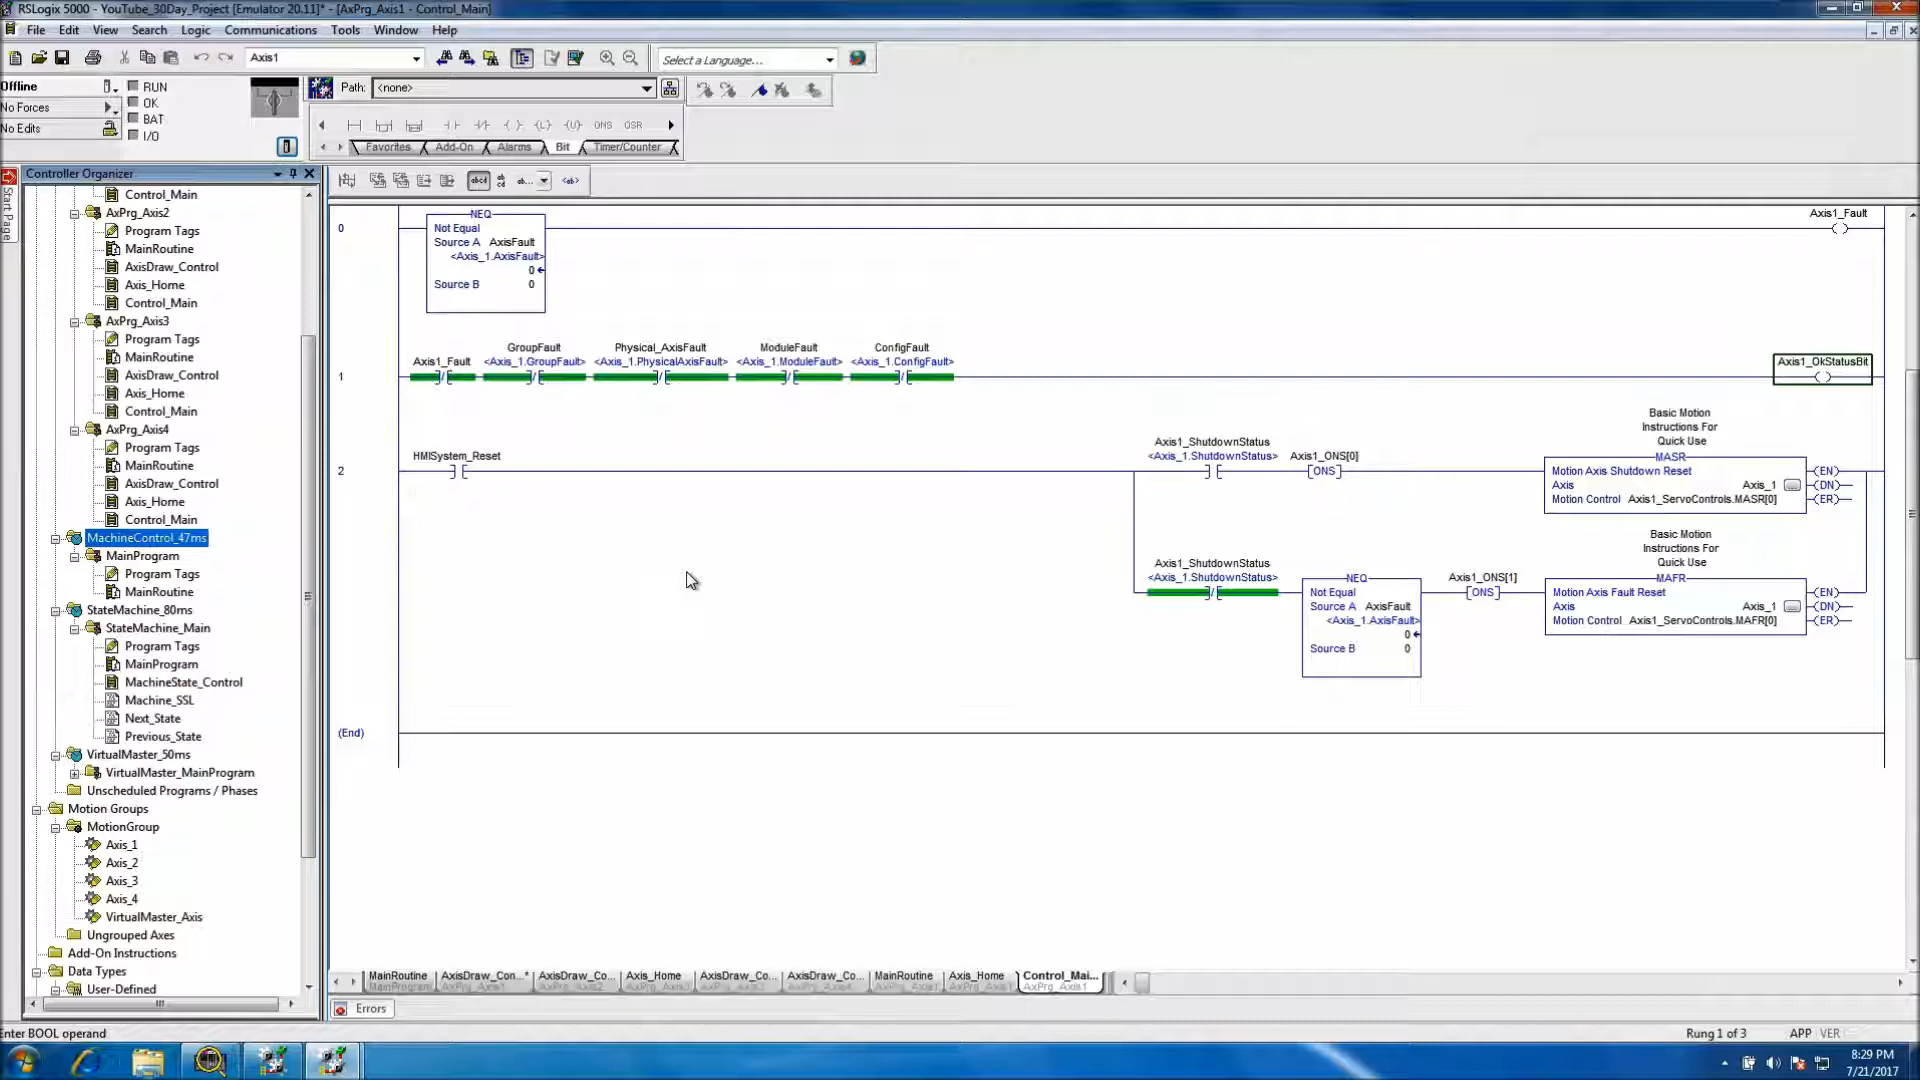 RSLogix 5000 - YouTube_30Day_Project [Emulator 20.11]* - [AxPrg_Axis1 - Control_Main]
File Edit View Search Logic Communications Tools Window Help
Axis1
Select a Language...
Offline
RUN
No Forces
OK
No Edits
BAT
I/O
Path: <none>
ONS OSR
Favorites Add-On Alarms Bit Timer/Counter
Start Page
Controller Organizer
Control_Main
AxPrg_Axis2
Program Tags
MainRoutine
AxisDraw_Control
Axis_Home
Control_Main
AxPrg_Axis3
Program Tags
MainRoutine
AxisDraw_Control
Axis_Home
Control_Main
AxPrg_Axis4
Program Tags
MainRoutine
AxisDraw_Control
Axis_Home
Control_Main
MachineControl_47ms
MainProgram
Program Tags
MainRoutine
StateMachine_80ms
StateMachine_Main
Program Tags
MainProgram
MachineState_Control
Machine_SSL
Next_State
Previous_State
VirtualMaster_50ms
VirtualMaster_MainProgram
Unscheduled Programs / Phases
Motion Groups
MotionGroup
Axis_1
Axis_2
Axis_3
Axis_4
VirtualMaster_Axis
Ungrouped Axes
Add-On Instructions
Data Types
User-Defined
0
NEQ
Not Equal
Source A AxisFault
<Axis_1.AxisFault>
0
Source B 0
Axis1_Fault
1
Axis1_Fault
GroupFault
<Axis_1.GroupFault>
Physical_AxisFault
<Axis_1.PhysicalAxisFault>
ModuleFault
<Axis_1.ModuleFault>
ConfigFault
<Axis_1.ConfigFault>
Axis1_OkStatusBit
2
HMISystem_Reset
Axis1_ShutdownStatus
<Axis_1.ShutdownStatus>
Axis1_ONS[0]
ONS
Basic Motion
Instructions For
Quick Use
MASR
Motion Axis Shutdown Reset
Axis Axis_1
Motion Control Axis1_ServoControls.MASR[0]
EN
DN
ER
Axis1_ShutdownStatus
<Axis_1.ShutdownStatus>
NEQ
Not Equal
Source A AxisFault
<Axis_1.AxisFault>
0
Source B 0
Axis1_ONS[1]
ONS
Basic Motion
Instructions For
Quick Use
MAFR
Motion Axis Fault Reset
Axis Axis_1
Motion Control Axis1_ServoControls.MAFR[0]
EN
DN
ER
(End)
MainRoutine AxisDraw_Con...* AxisDraw_Co... Axis_Home AxisDraw_Co... AxisDraw_Co... MainRoutine Axis_Home Control_Mai...
Errors
Enter BOOL operand
Rung 1 of 3 APP VER
8:29 PM
7/21/2017